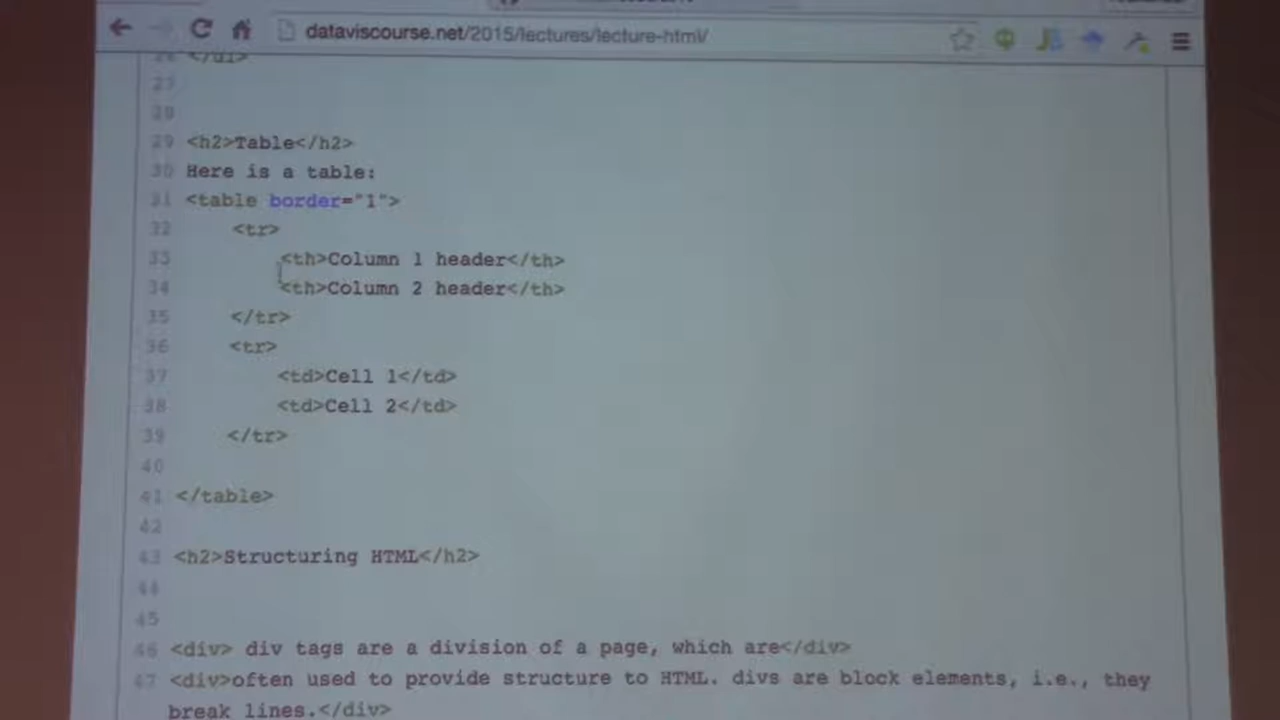 dataviscourse.net/2015/lectures/lecture-html/
26 </ul>
27
28
29 <h2>Table</h2>
30 Here is a table:
31 <table border="1">
32 <tr>
33 <th>Column 1 header</th>
34 <th>Column 2 header</th>
35 </tr>
36 <tr>
37 <td>Cell 1</td>
38 <td>Cell 2</td>
39 </tr>
40
41 </table>
42
43 <h2>Structuring HTML</h2>
44
45
46 <div> div tags are a division of a page, which are</div>
47 <div>often used to provide structure to HTML. divs are block elements, i.e., they
break lines.</div>